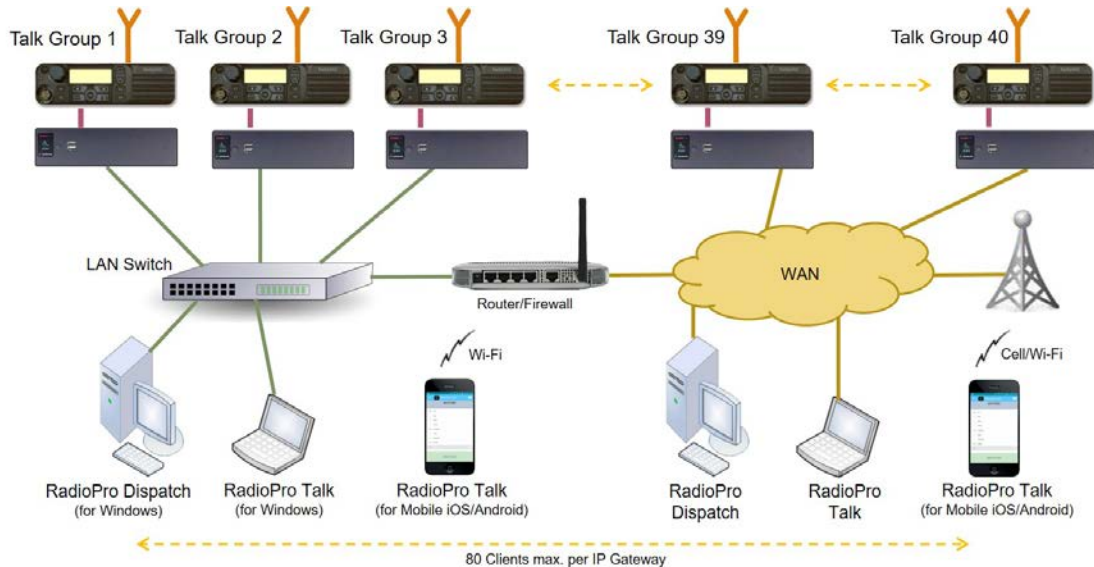 Talk Group 1
Talk Group 2
Talk Group 3
Talk Group 39
Talk Group 40
LAN Switch
Router/Firewall
WAN
Wi-Fi
Cell/Wi-Fi
RadioPro Dispatch
(for Windows)
RadioPro Talk
(for Windows)
RadioPro Talk
(for Mobile iOS/Android)
RadioPro
Dispatch
RadioPro
Talk
RadioPro Talk
(for Mobile iOS/Android)
80 Clients max. per IP Gateway